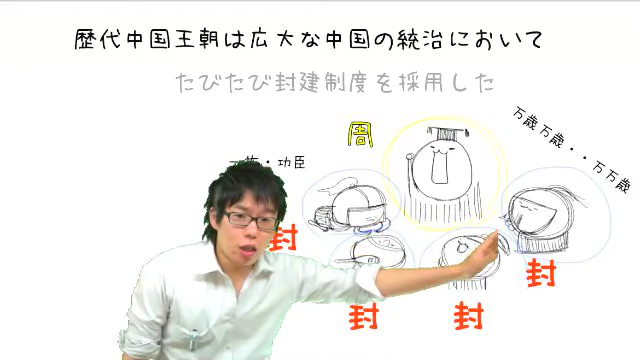 歴代中国王朝は広大な中国の統治において
たびたび封建制度を採用した
万歳万歳・・万万歳
周
・功臣
封
封
封
封